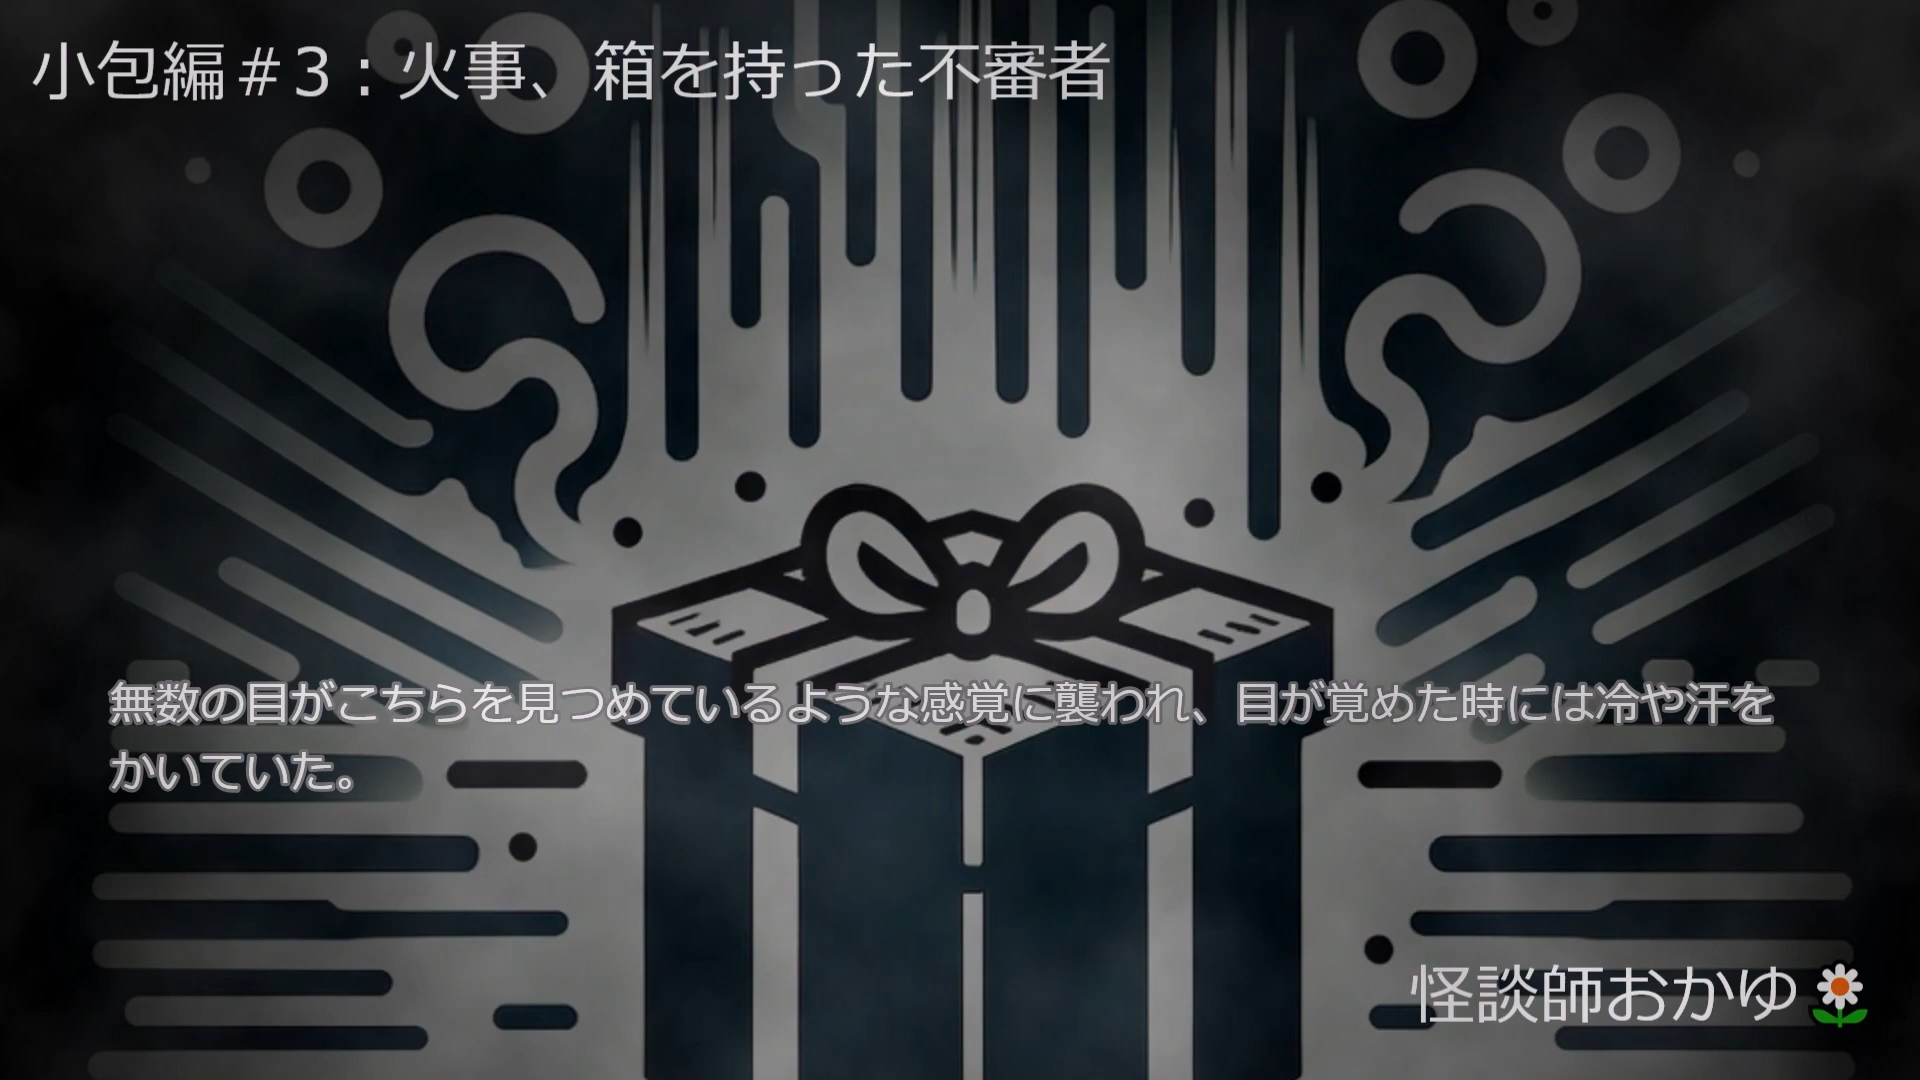 小包編＃3：火事、箱を持った不審者
無数の目がこちらを見つめているような感覚に襲われ、目が覚めた時には冷や汗を
かいていた。
怪談師おかゆ